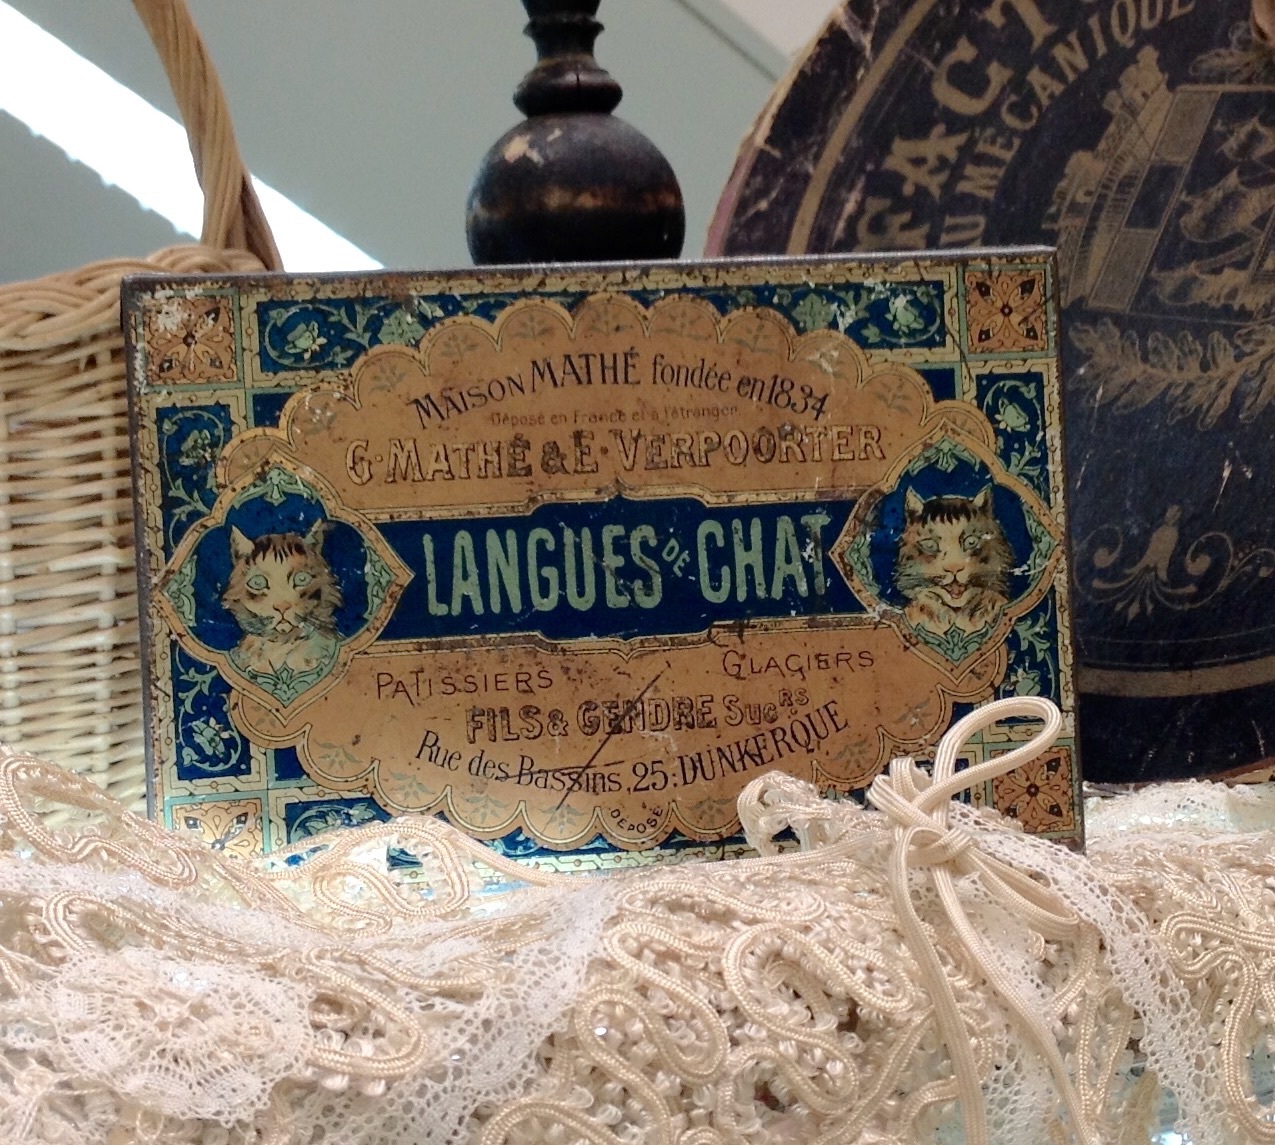 MAISON MATHÉ fondée en 1834
Déposé en France et à l'étranger
G. MATHÉ & E. VERPOORTER
LANGUES DE CHAT
PATISSIERS GLACIERS
FILS & GENDRE SUCRS
Rue des Bassins, 25. DUNKERQUE
DEPOSÉ
MÉCANIQUE